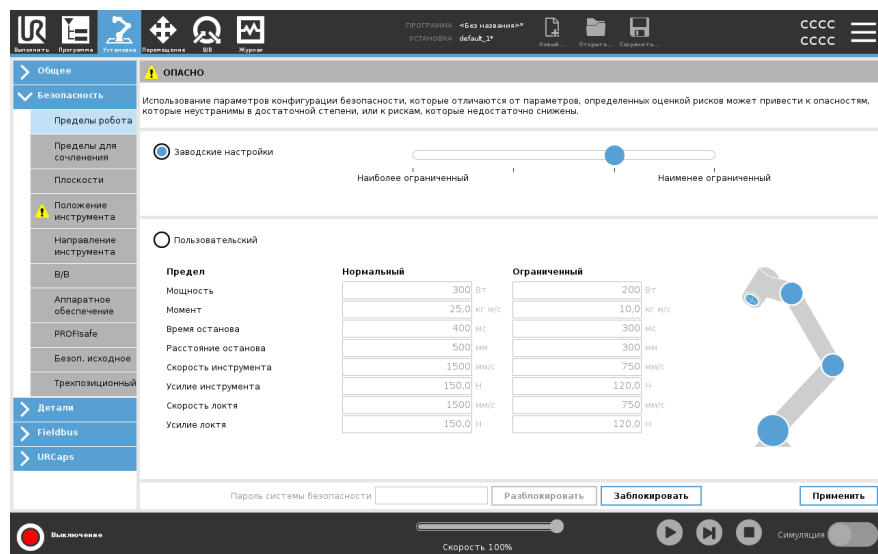 ПРОГРАММА <Без названия>*
УСТАНОВКА default_1*
Выполнить Программа Установка Перемещение В/В Журнал
Новый... Открыть... Сохранить...
CCCC
CCCC
Общее
Безопасность
Пределы робота
Пределы для
сочленения
Плоскости
Положение
инструмента
Направление
инструмента
В/В
Аппаратное
обеспечение
PROFIsafe
Безоп. исходное
Трехпозиционный
Детали
Fieldbus
URCaps
ОПАСНО
Использование параметров конфигурации безопасности, которые отличаются от параметров, определенных оценкой рисков может привести к опасностям,
которые неустранимы в достаточной степени, или к рискам, которые недостаточно снижены.
Заводские настройки
Наиболее ограниченный Наименее ограниченный
Пользовательский
Предел Нормальный Ограниченный
Мощность 300 Вт 200 Вт
Момент 25,0 кг м/с 10,0 кг м/с
Время останова 400 мс 300 мс
Расстояние останова 500 мм 300 мм
Скорость инструмента 1500 мм/с 750 мм/с
Усилие инструмента 150,0 Н 120,0 Н
Скорость локтя 1500 мм/с 750 мм/с
Усилие локтя 150,0 Н 120,0 Н
Пароль системы безопасности Разблокировать Заблокировать Применить
Выключение
Скорость 100%
Симуляция